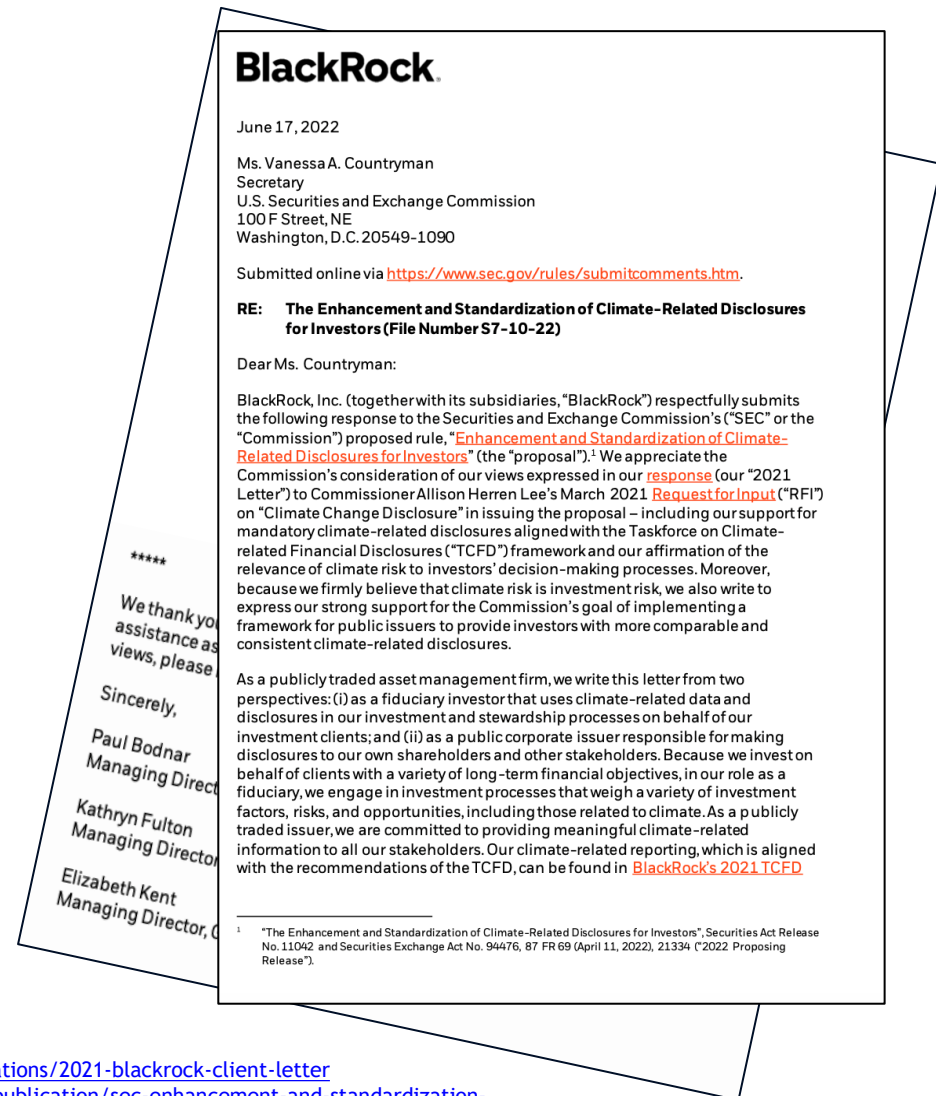 BlackRock®
June 17, 2022
Ms. Vanessa A. Countryman
Secretary
U.S. Securities and Exchange Commission
100 F Street, NE
Washington, D.C. 20549-1090
Submitted online via https://www.sec.gov/rules/submitcomments.htm.
RE: The Enhancement and Standardization of Climate-Related Disclosures
for Investors (File Number S7-10-22)
Dear Ms. Countryman:
BlackRock, Inc. (together with its subsidiaries, “BlackRock”) respectfully submits
the following response to the Securities and Exchange Commission’s (“SEC” or the
“Commission”) proposed rule, “Enhancement and Standardization of Climate-
Related Disclosures for Investors” (the “proposal”).1 We appreciate the
Commission’s consideration of our views expressed in our response (our “2021
Letter”) to Commissioner Allison Herren Lee’s March 2021 Request for Input (“RFI”)
on “Climate Change Disclosure” in issuing the proposal – including our support for
mandatory climate-related disclosures aligned with the Taskforce on Climate-
related Financial Disclosures (“TCFD”) framework and our affirmation of the
relevance of climate risk to investors’ decision-making processes. Moreover,
because we firmly believe that climate risk is investment risk, we also write to
express our strong support for the Commission’s goal of implementing a
framework for public issuers to provide investors with more comparable and
consistent climate-related disclosures.
As a publicly traded asset management firm, we write this letter from two
perspectives: (i) as a fiduciary investor that uses climate-related data and
disclosures in our investment and stewardship processes on behalf of our
investment clients; and (ii) as a public corporate issuer responsible for making
disclosures to our own shareholders and other stakeholders. Because we invest on
behalf of clients with a variety of long-term financial objectives, in our role as a
fiduciary, we engage in investment processes that weigh a variety of investment
factors, risks, and opportunities, including those related to climate. As a publicly
traded issuer, we are committed to providing meaningful climate-related
information to all our stakeholders. Our climate-related reporting, which is aligned
with the recommendations of the TCFD, can be found in BlackRock’s 2021 TCFD
1 “The Enhancement and Standardization of Climate-Related Disclosures for Investors”, Securities Act Release
No. 11042 and Securities Exchange Act No. 94476, 87 FR 69 (April 11, 2022), 21334 (“2022 Proposing
Release”).
*****
We thank you
assistance as
views, please
Sincerely,
Paul Bodnar
Managing Direct
Kathryn Fulton
Managing Director
Elizabeth Kent
Managing Director,
ations/2021-blackrock-client-letter
publication/sec-enhancement-and-standardization-